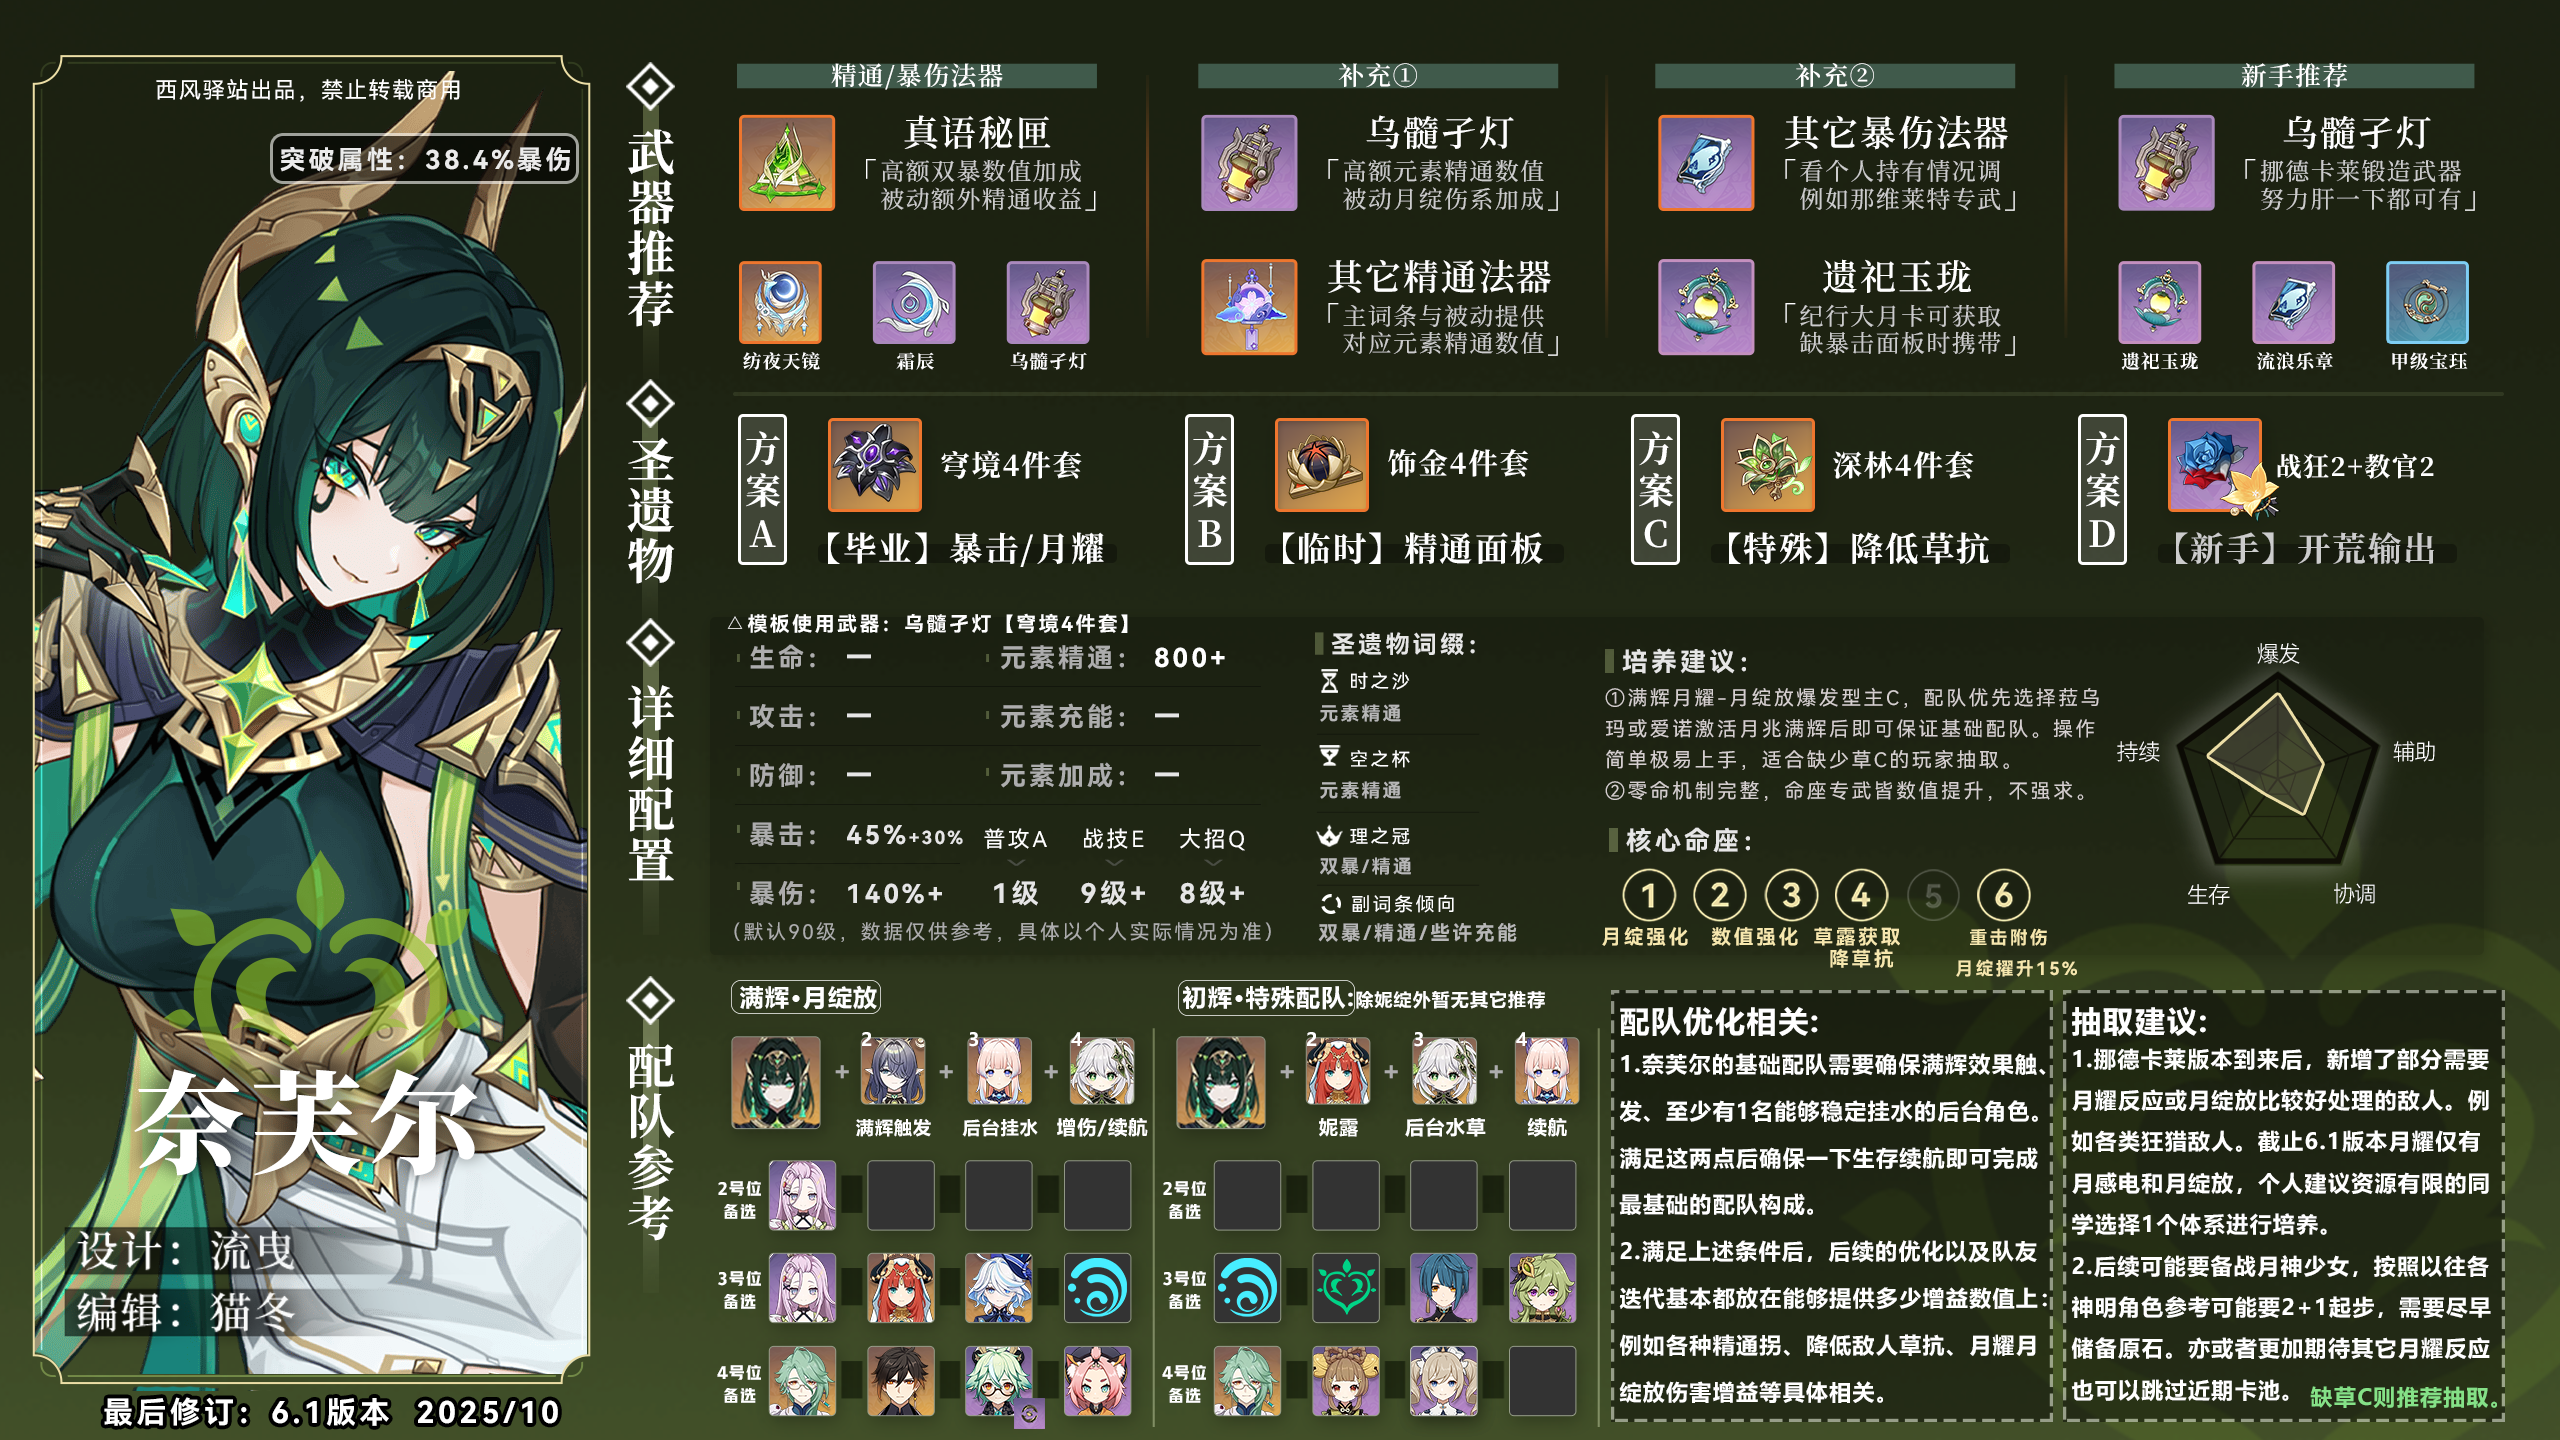 西风驿站出品，禁止转载商用
突破属性：38.4%暴伤
奈芙尔
设计：流曳
编辑：猫冬
最后修订：6.1版本 2025/10
武器推荐
精通/暴伤法器
真语秘匣
「高额双暴数值加成
被动额外精通收益」
纺夜天镜
霜辰
乌髓孑灯
补充①
乌髓孑灯
「高额元素精通数值
被动月绽伤系加成」
其它精通法器
「主词条与被动提供
对应元素精通数值」
补充②
其它暴伤法器
「看个人持有情况调
例如那维莱特专武」
遗祀玉珑
「纪行大月卡可获取
缺暴击面板时携带」
新手推荐
乌髓孑灯
「挪德卡莱锻造武器
努力肝一下都可有」
遗祀玉珑
流浪乐章
甲级宝珏
圣遗物
方案A
穹境4件套
【毕业】暴击/月耀
方案B
饰金4件套
【临时】精通面板
方案C
深林4件套
【特殊】降低草抗
方案D
战狂2+教官2
【新手】开荒输出
详细配置
△模板使用武器：乌髓孑灯【穹境4件套】
生命：— 元素精通：800+
攻击：— 元素充能：—
防御：— 元素加成：—
暴击：45%+30% 普攻A 战技E 大招Q
暴伤：140%+ 1级 9级+ 8级+
（默认90级，数据仅供参考，具体以个人实际情况为准）
圣遗物词缀：
时之沙
元素精通
空之杯
元素精通
理之冠
双暴/精通
副词条倾向
双暴/精通/些许充能
培养建议：
①满辉月耀-月绽放爆发型主C，配队优先选择菈乌
玛或爱诺激活月兆满辉后即可保证基础配队。操作
简单极易上手，适合缺少草C的玩家抽取。
②零命机制完整，命座专武皆数值提升，不强求。
核心命座：
1 2 3 4 5 6
月绽强化 数值强化 草露获取 重击附伤
降草抗 月绽擢升15%
爆发
辅助
协调
生存
持续
配队参考
满辉·月绽放
2 3 4
满辉触发 后台挂水 增伤/续航
2号位
备选
3号位
备选
4号位
备选
初辉·特殊配队:除妮绽外暂无其它推荐
2 3 4
妮露 后台水草 续航
2号位
备选
3号位
备选
4号位
备选
配队优化相关:
1.奈芙尔的基础配队需要确保满辉效果触、
发、至少有1名能够稳定挂水的后台角色。
满足这两点后确保一下生存续航即可完成
最基础的配队构成。
2.满足上述条件后，后续的优化以及队友
迭代基本都放在能够提供多少增益数值上：
例如各种精通拐、降低敌人草抗、月耀月
绽放伤害增益等具体相关。
抽取建议:
1.挪德卡莱版本到来后，新增了部分需要
月耀反应或月绽放比较好处理的敌人。例
如各类狂猎敌人。截止6.1版本月耀仅有
月感电和月绽放，个人建议资源有限的同
学选择1个体系进行培养。
2.后续可能要备战月神少女，按照以往各
神明角色参考可能要2+1起步，需要尽早
储备原石。亦或者更加期待其它月耀反应
也可以跳过近期卡池。 缺草C则推荐抽取。